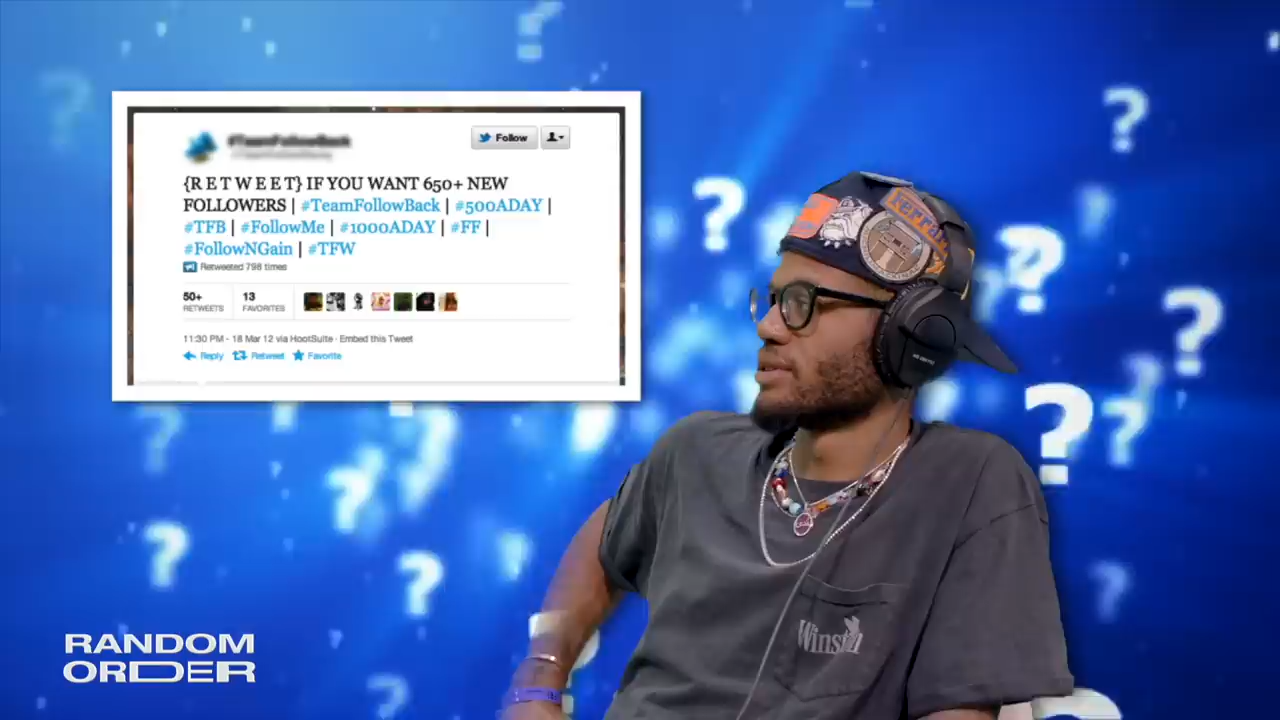 #TeamFollowBack
Follow
{R E T W E E T} IF YOU WANT 650+ NEW
FOLLOWERS | #TeamFollowBack | #500ADAY |
#TFB | #FollowMe | #1000ADAY | #FF |
#FollowNGain | #TFW
Retweeted 798 times
50+
RETWEETS
13
FAVORITES
11:30 PM - 18 Mar 12 via HootSuite · Embed this Tweet
Reply Retweet Favorite
Ferrari
Winston
RANDOM
ORDER